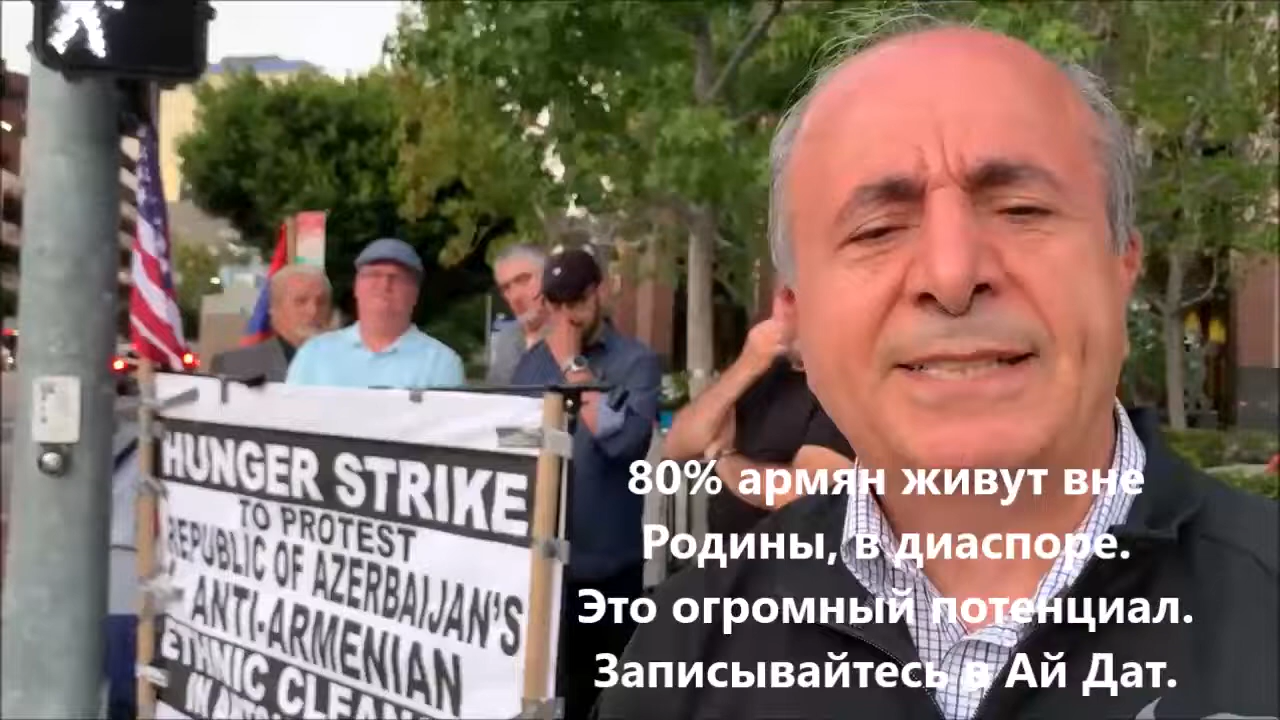 HUNGER STRIKE
TO PROTEST
REPUBLIC OF AZERBAIJAN'S
ANTI-ARMENIAN
ETHNIC
80% армян живут вне
Родины, в диаспоре.
Это огромный потенциал.
Записывайтесь в Ай Дат.